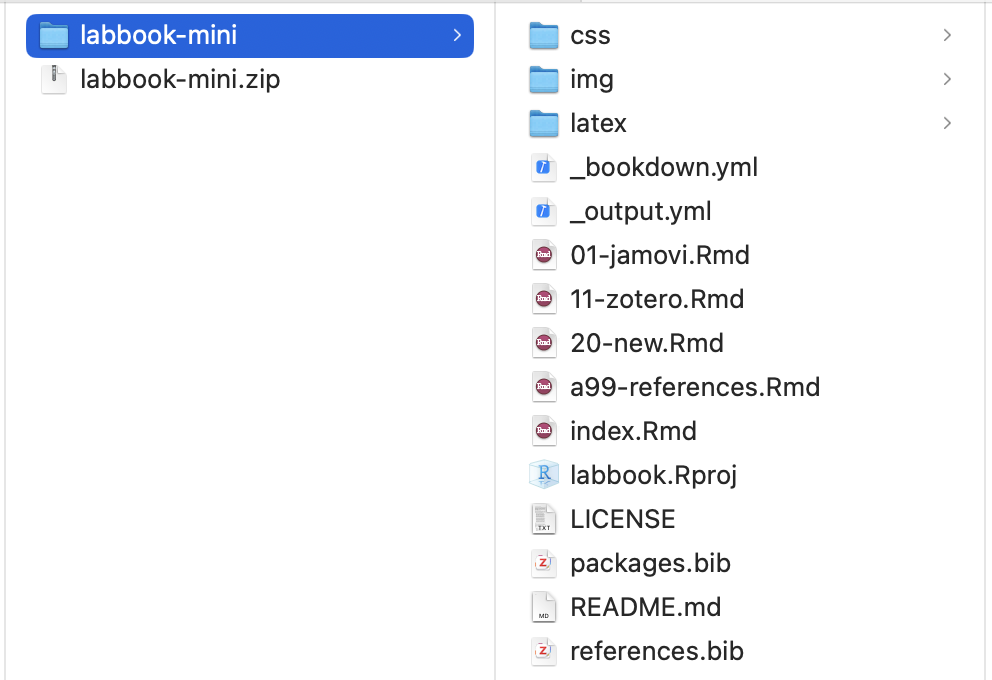 labbook-mini
labbook-mini.zip
css
img
latex
_bookdown.yml
_output.yml
01-jamovi.Rmd
11-zotero.Rmd
20-new.Rmd
a99-references.Rmd
index.Rmd
labbook.Rproj
LICENSE
packages.bib
README.md
references.bib